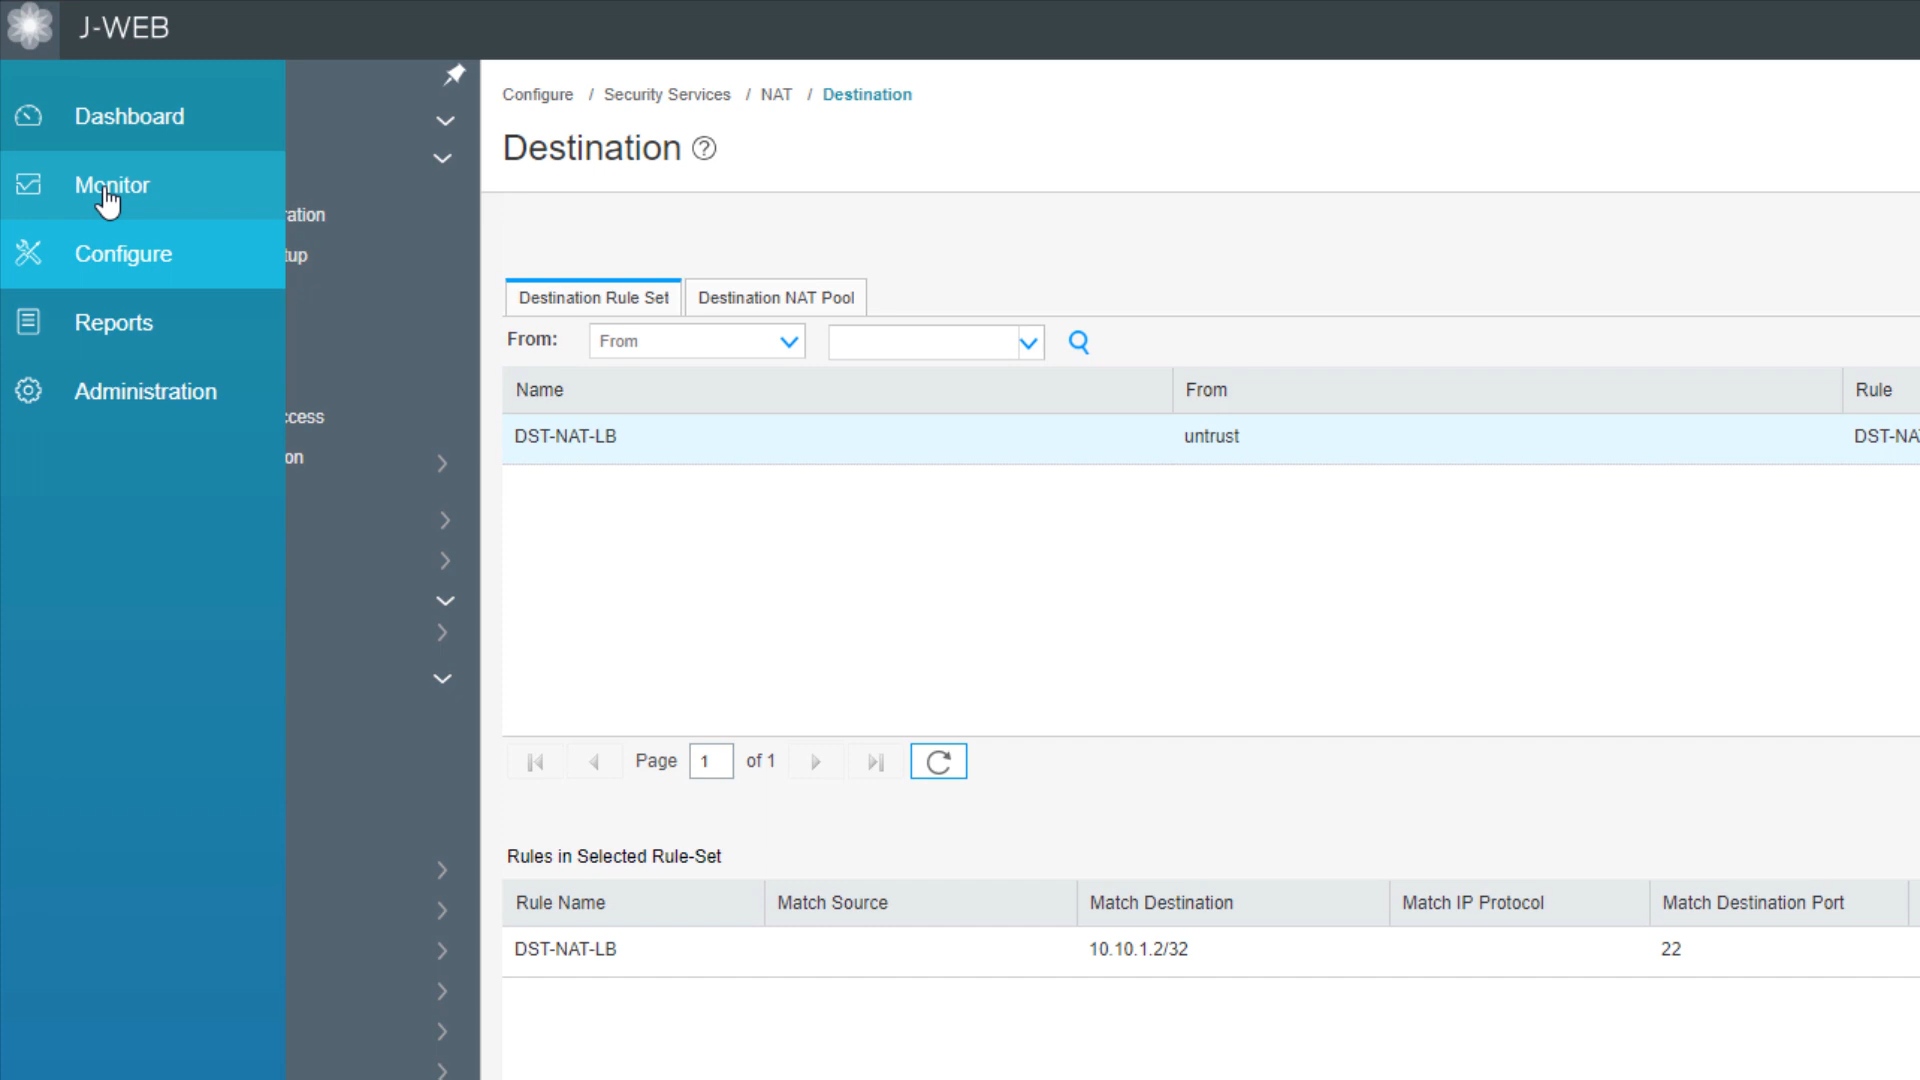 J-WEB
Dashboard
Monitor
Configure
Reports
Administration
ration
tup
ccess
on
Configure / Security Services / NAT / Destination
Destination ?
Destination Rule Set Destination NAT Pool
From: From
Name From Rule
DST-NAT-LB untrust DST-NAT
Page 1 of 1
Rules in Selected Rule-Set
Rule Name Match Source Match Destination Match IP Protocol Match Destination Port
DST-NAT-LB 10.10.1.2/32 22